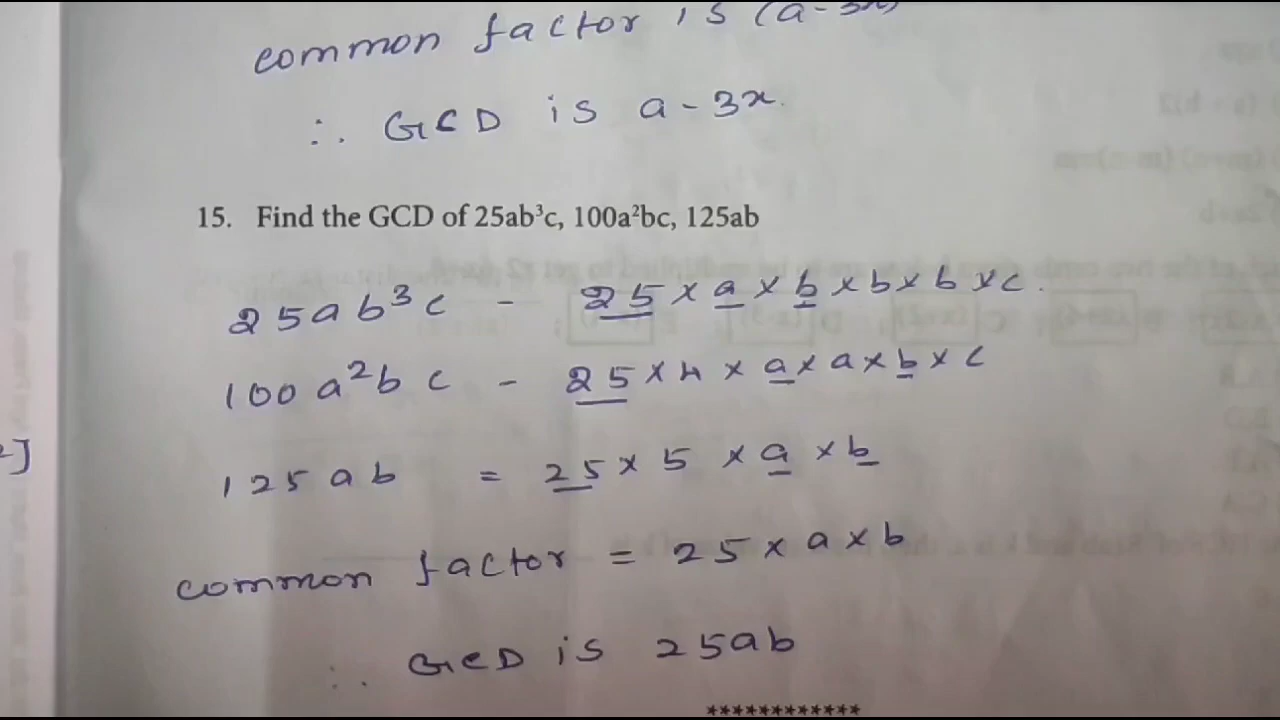 common factor is (a-3x)
∴ GCD is a-3x.
15. Find the GCD of 25ab³c, 100a²bc, 125ab
25ab³c - 25 × a × b × b × b × c.
100a²bc - 25 × 4 × a × a × b × c
2]
125ab = 25 × 5 × a × b
common factor = 25 × a × b
∴ GCD is 25ab
************